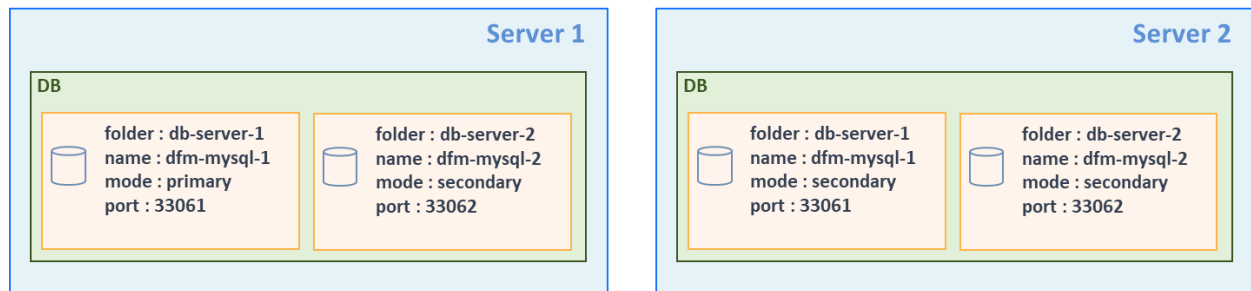 Server 1
DB
folder : db-server-1
name : dfm-mysql-1
mode : primary
port : 33061
folder : db-server-2
name : dfm-mysql-2
mode : secondary
port : 33062
Server 2
DB
folder : db-server-1
name : dfm-mysql-1
mode : secondary
port : 33061
folder : db-server-2
name : dfm-mysql-2
mode : secondary
port : 33062